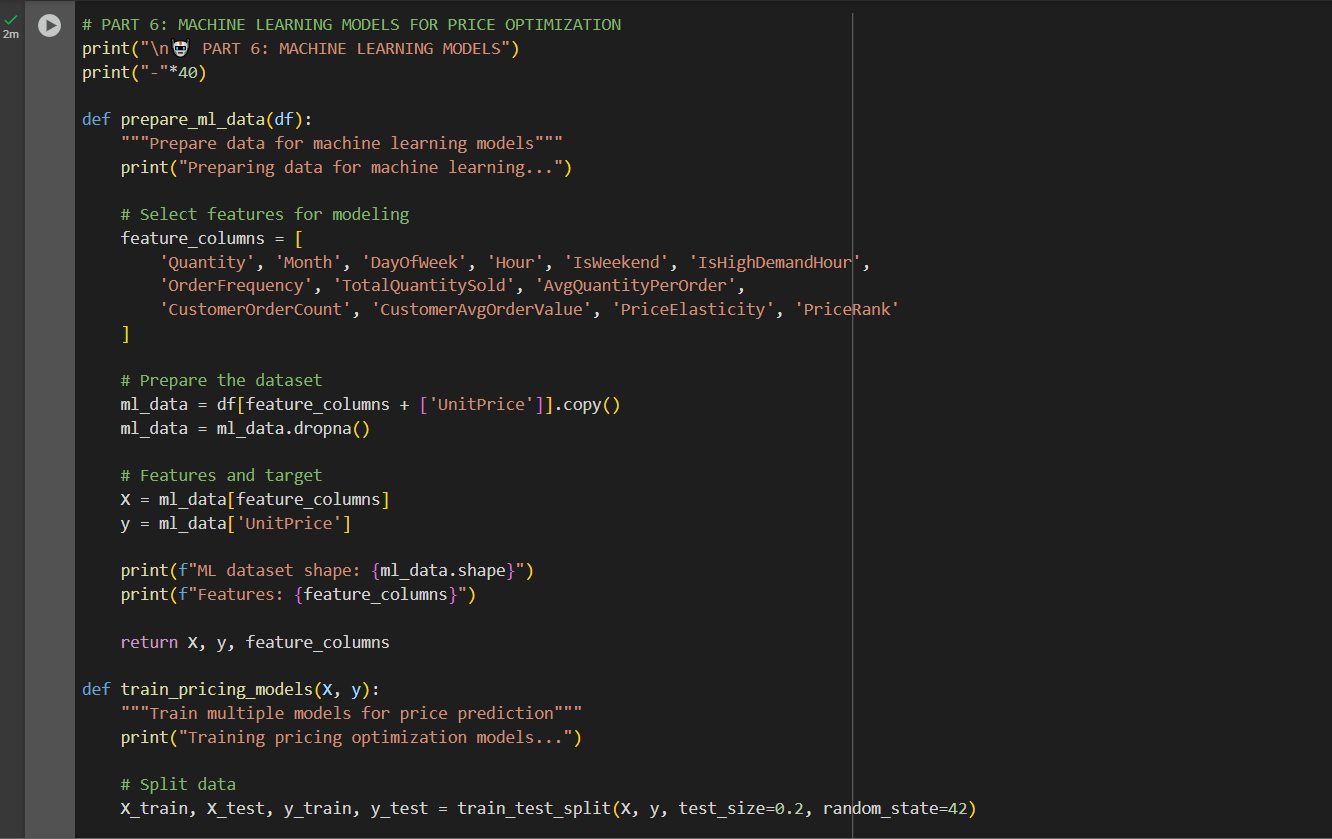 2m
# PART 6: MACHINE LEARNING MODELS FOR PRICE OPTIMIZATION
print("\n🤖 PART 6: MACHINE LEARNING MODELS")
print("-"*40)
def prepare_ml_data(df):
"""Prepare data for machine learning models"""
print("Preparing data for machine learning...")
# Select features for modeling
feature_columns = [
'Quantity', 'Month', 'DayOfWeek', 'Hour', 'IsWeekend', 'IsHighDemandHour',
'OrderFrequency', 'TotalQuantitySold', 'AvgQuantityPerOrder',
'CustomerOrderCount', 'CustomerAvgOrderValue', 'PriceElasticity', 'PriceRank'
]
# Prepare the dataset
ml_data = df[feature_columns + ['UnitPrice']].copy()
ml_data = ml_data.dropna()
# Features and target
X = ml_data[feature_columns]
y = ml_data['UnitPrice']
print(f"ML dataset shape: {ml_data.shape}")
print(f"Features: {feature_columns}")
return X, y, feature_columns
def train_pricing_models(X, y):
"""Train multiple models for price prediction"""
print("Training pricing optimization models...")
# Split data
X_train, X_test, y_train, y_test = train_test_split(X, y, test_size=0.2, random_state=42)